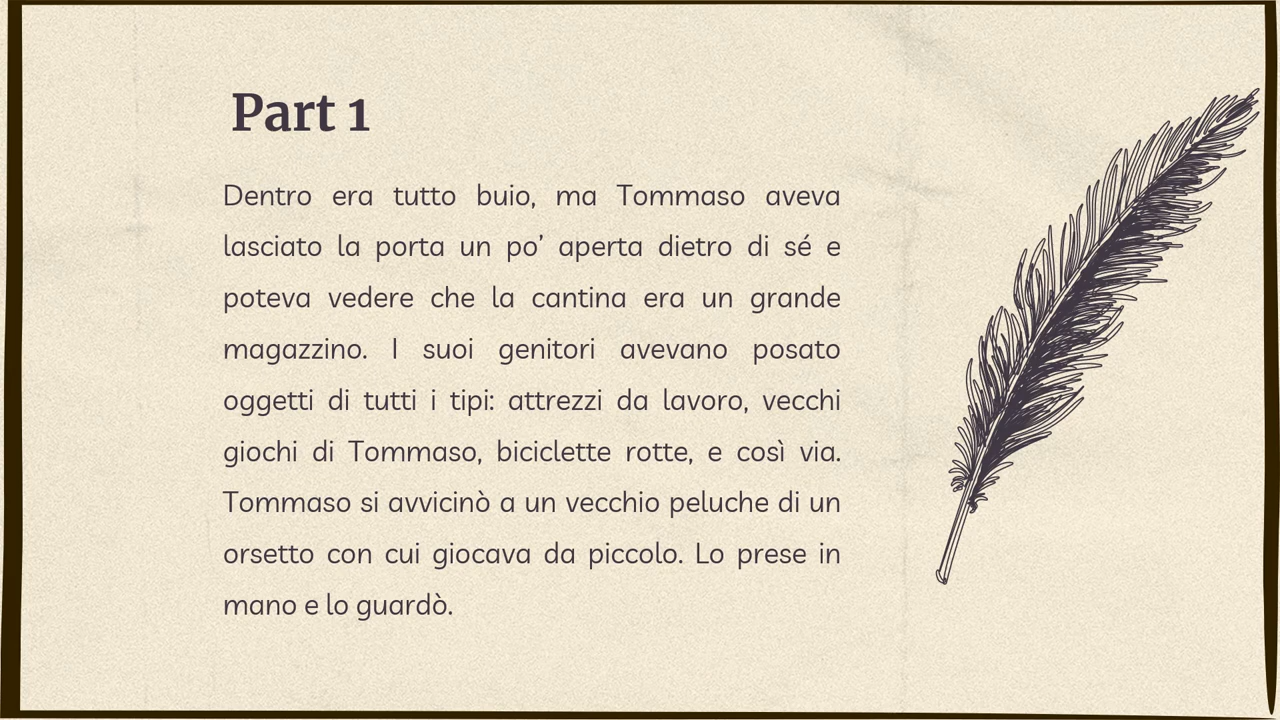 Part 1
Dentro era tutto buio, ma Tommaso aveva
lasciato la porta un po’ aperta dietro di sé e
poteva vedere che la cantina era un grande
magazzino. I suoi genitori avevano posato
oggetti di tutti i tipi: attrezzi da lavoro, vecchi
giochi di Tommaso, biciclette rotte, e così via.
Tommaso si avvicinò a un vecchio peluche di un
orsetto con cui giocava da piccolo. Lo prese in
mano e lo guardò.